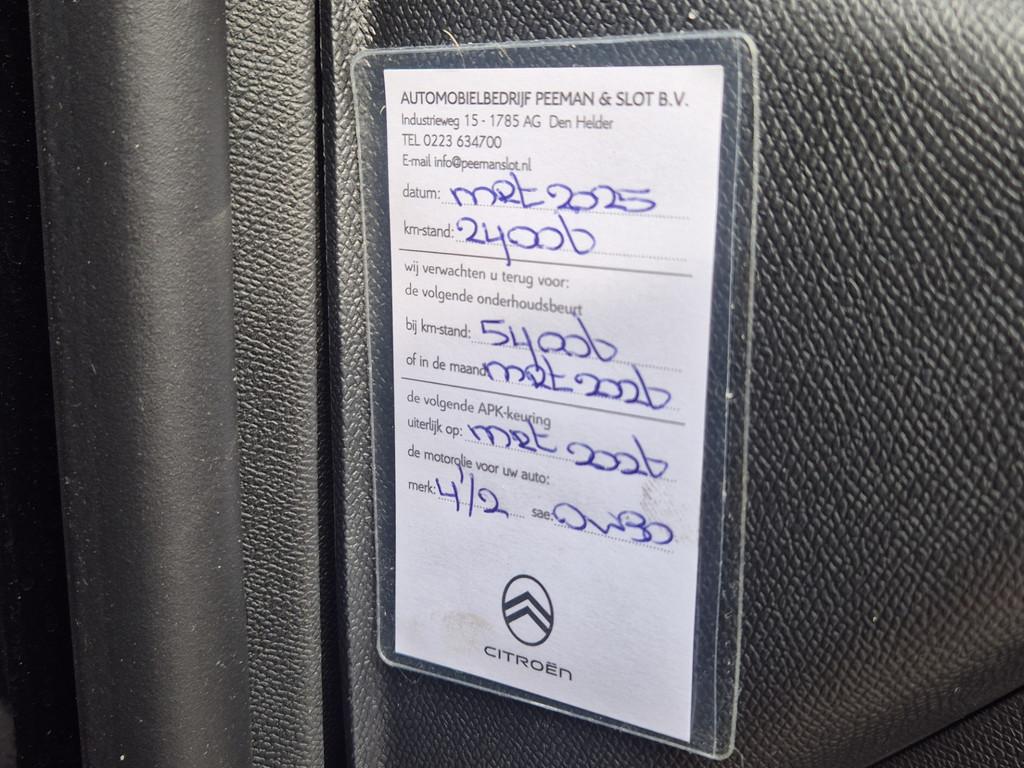 AUTOMOBIELBEDRIJF PEEMAN & SLOT B.V.
Industrieweg 15 - 1785 AG Den Helder
TEL 0223 634700
E-mail info@peemanslot.nl
datum: mrt 2025
km-stand: 24006
wij verwachten u terug voor:
de volgende onderhoudsbeurt
bij km-stand: 54006
of in de maand mrt 2026
de volgende APK-keuring
uiterlijk op: mrt 2026
de motorolie voor uw auto:
merk: 4'/2 sae: 0w30
CITROËN